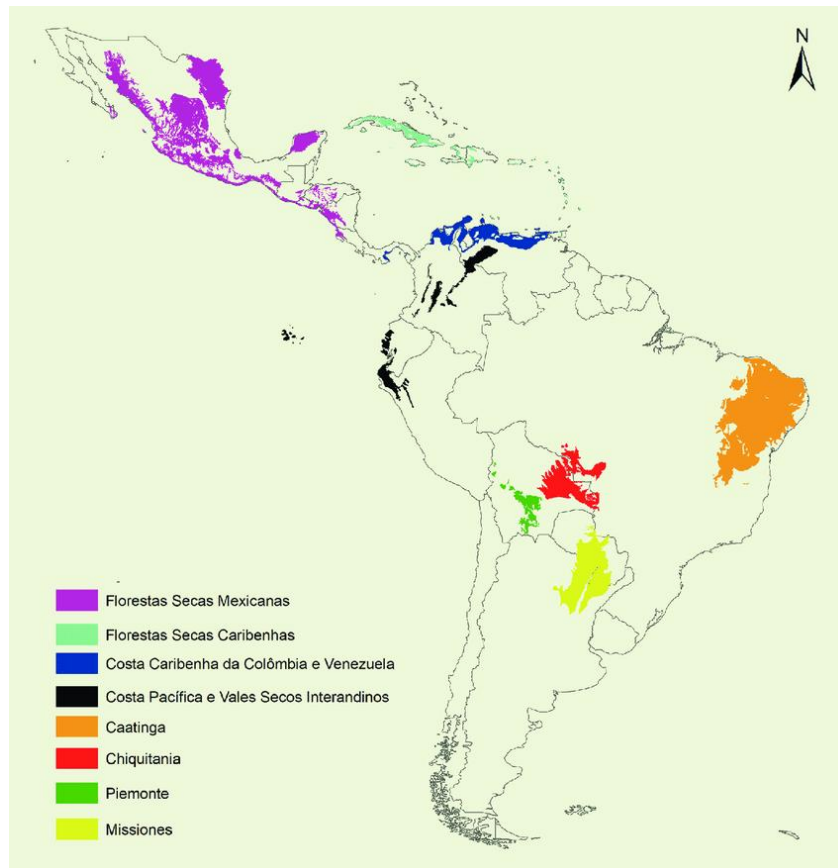 N
Florestas Secas Mexicanas
Florestas Secas Caribenhas
Costa Caribenha da Colômbia e Venezuela
Costa Pacífica e Vales Secos Interandinos
Caatinga
Chiquitania
Piemonte
Missiones